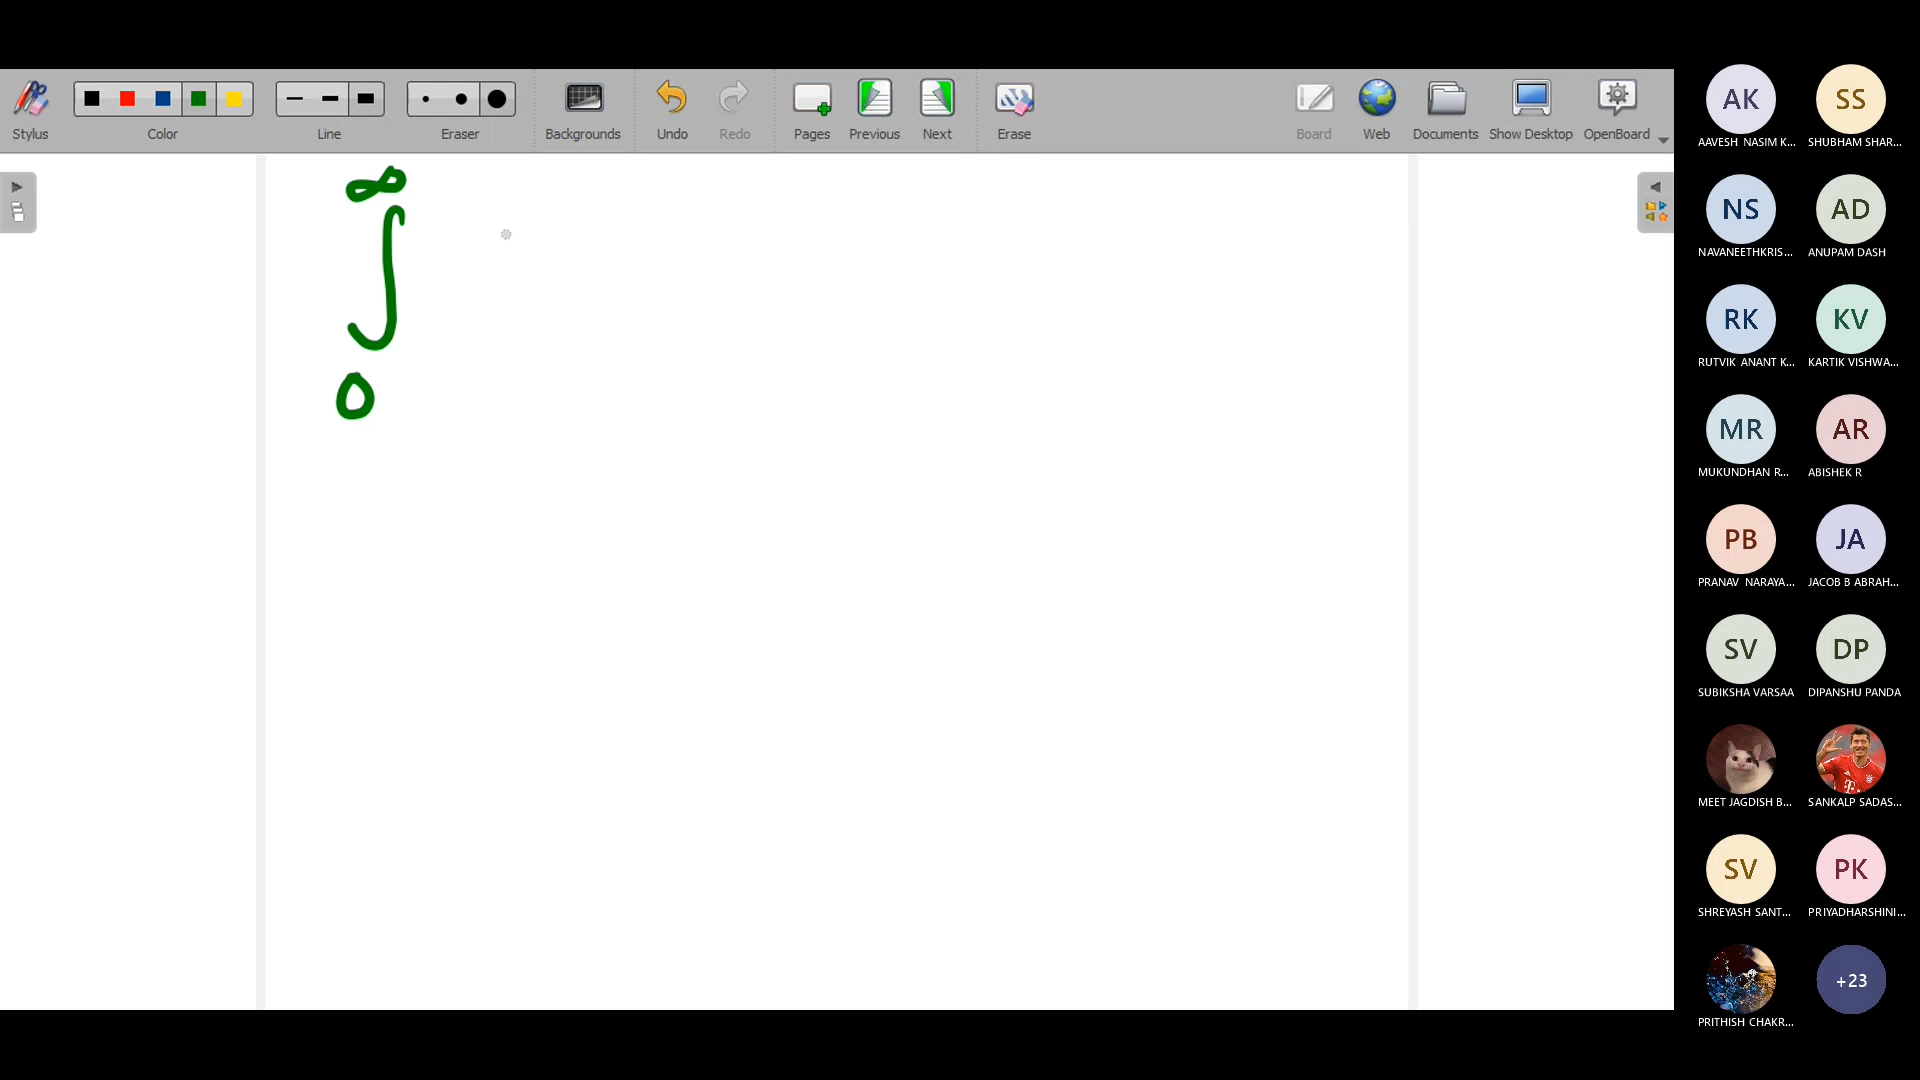 Stylus Color Line Eraser Backgrounds Undo Redo Pages Previous Next Erase Board Web Documents Show Desktop OpenBoard
∞
∫
0
AK SS
AAVESH NASIM K... SHUBHAM SHAR...
NS AD
NAVANEETHKRIS... ANUPAM DASH
RK KV
RUTVIK ANANT K... KARTIK VISHWA...
MR AR
MUKUNDHAN R... ABISHEK R
PB JA
PRANAV NARAYA... JACOB B ABRAH...
SV DP
SUBIKSHA VARSAA DIPANSHU PANDA
MEET JAGDISH B... SANKALP SADAS...
SV PK
SHREYASH SANT... PRIYADHARSHINI...
+23
PRITHISH CHAKR...